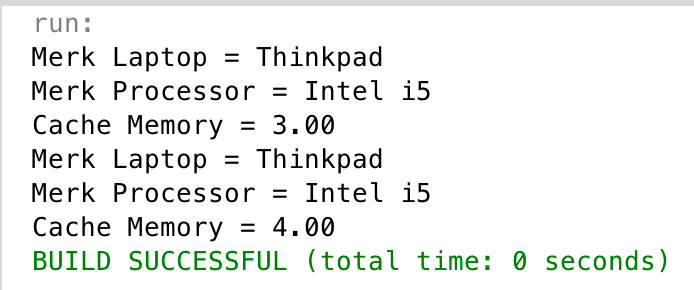 run:
Merk Laptop = Thinkpad
Merk Processor = Intel i5
Cache Memory = 3.00
Merk Laptop = Thinkpad
Merk Processor = Intel i5
Cache Memory = 4.00
BUILD SUCCESSFUL (total time: 0 seconds)